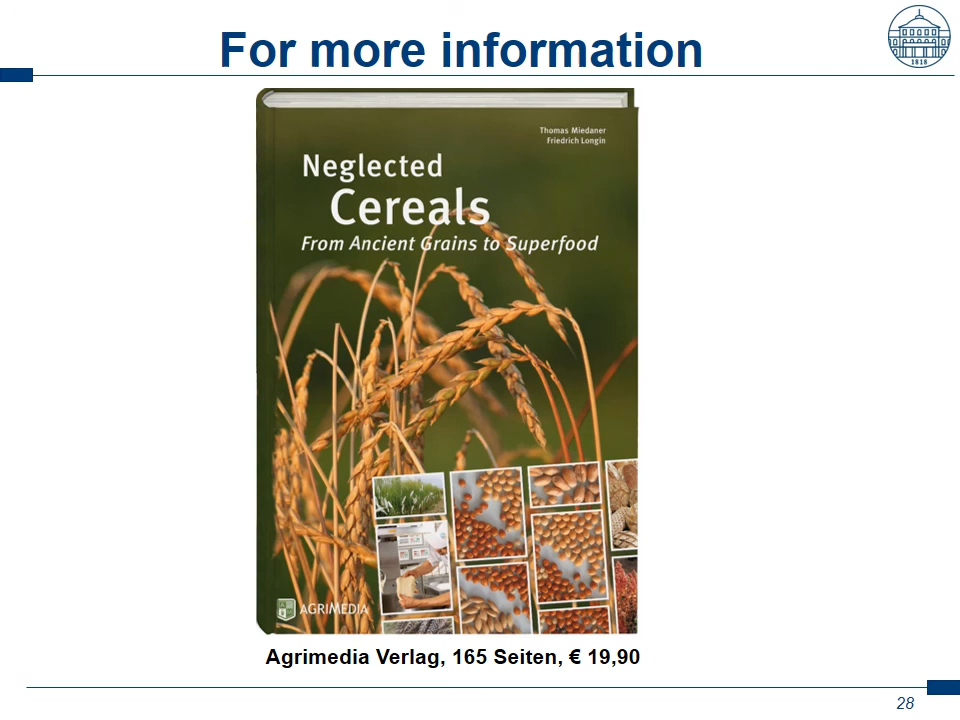 For more information
1818
Thomas Miedaner
Friedrich Longin
Neglected
Cereals
From Ancient Grains to Superfood
AGRIMEDIA
Agrimedia Verlag, 165 Seiten, € 19,90
28